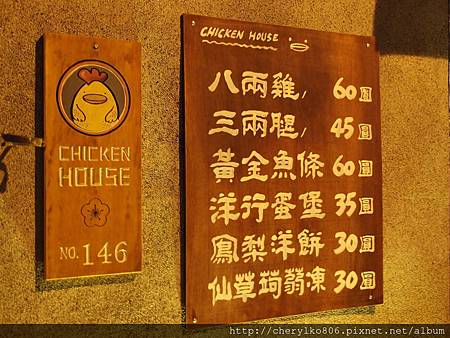 CHICKEN
HOUSE
NO. 146
CHICKEN HOUSE
八兩雞, 60圓
三兩胆, 45圓
黃金魚條 60圓
洋行蛋堡 35圓
鳳梨洋餅 30圓
仙草蒟蒻凍 30圓
http://cherylko806.pixnet.net/album